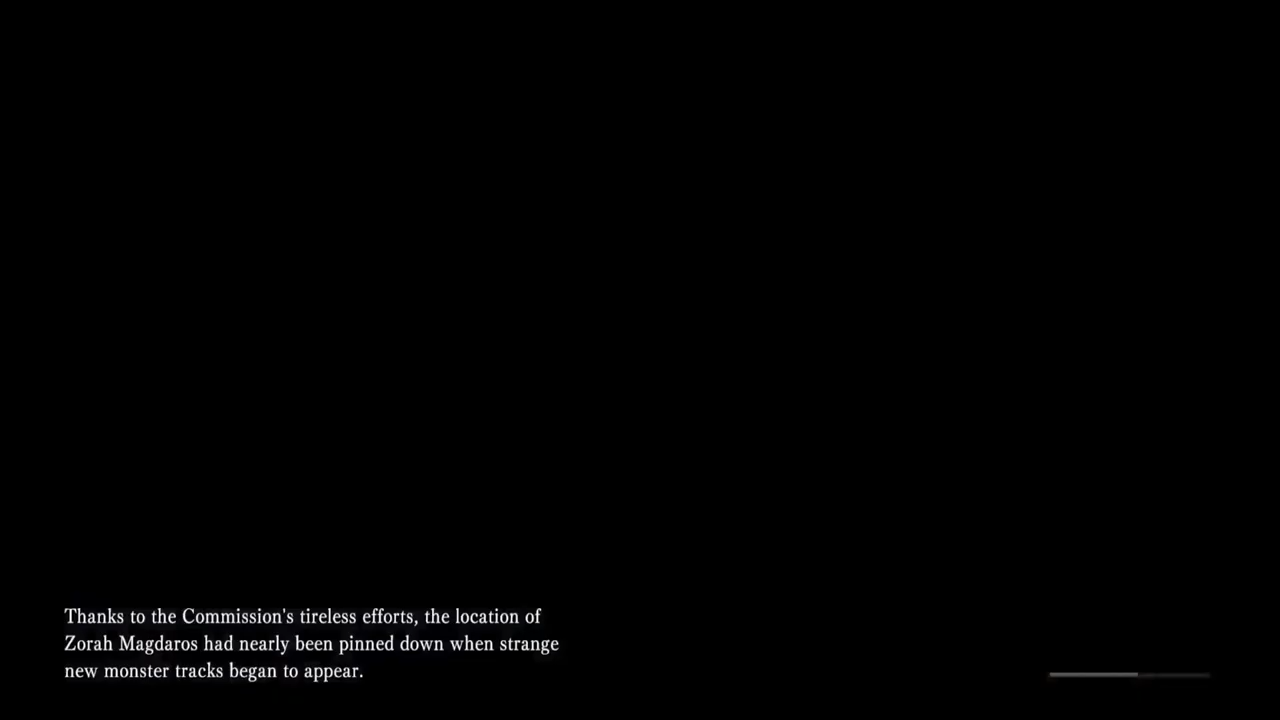 Thanks to the Commission's tireless efforts, the location of
Zorah Magdaros had nearly been pinned down when strange
new monster tracks began to appear.